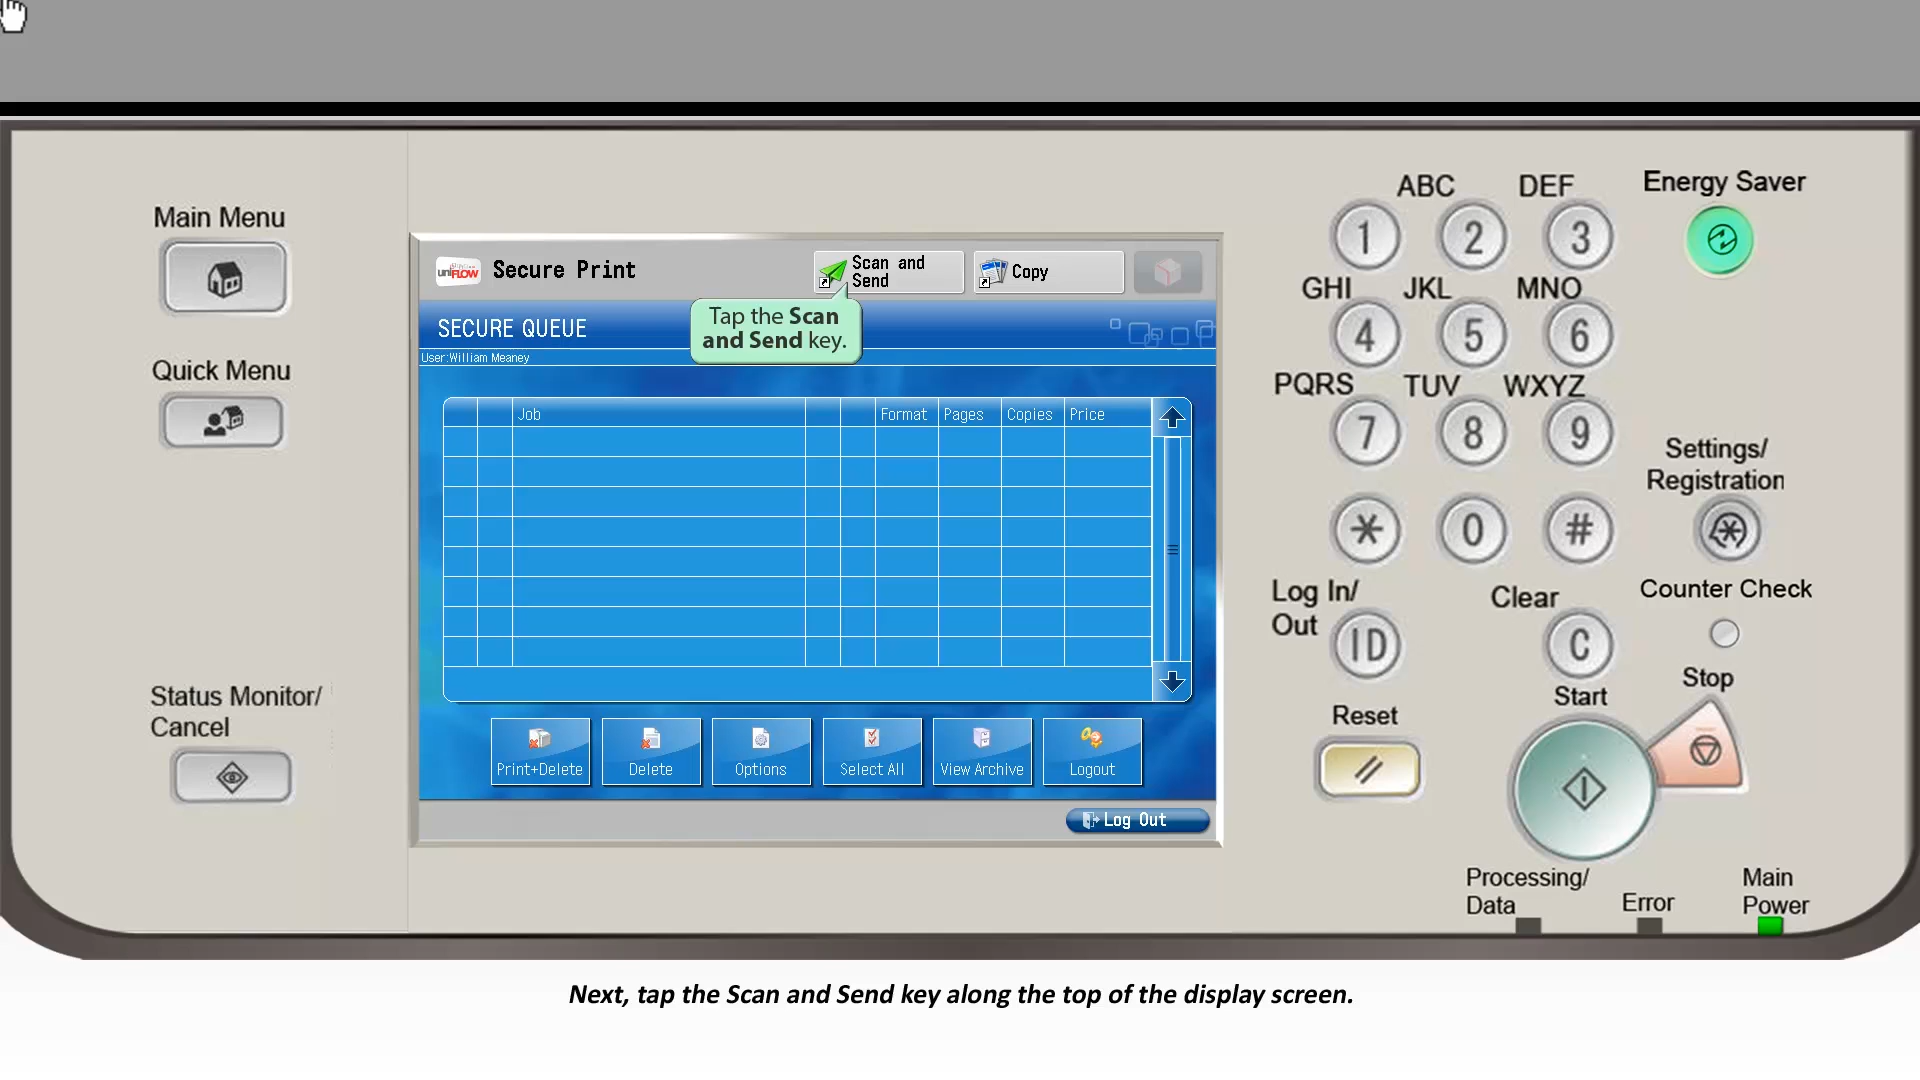 Main Menu
Quick Menu
Status Monitor/
Cancel
uniFLOW
Secure Print
Scan and
Send
Copy
Tap the Scan
and Send key.
SECURE QUEUE
User:William Meaney
Job Format Pages Copies Price
Print+Delete Delete Options Select All View Archive Logout
Log Out
ABC DEF
1 2 3
GHI JKL MNO
4 5 6
PQRS TUV WXYZ
7 8 9
* 0 #
Log In/
Out
ID
Clear
C
Energy Saver
Settings/
Registration
Counter Check
Stop
Start
Reset
Processing/
Data
Error
Main
Power
Next, tap the Scan and Send key along the top of the display screen.